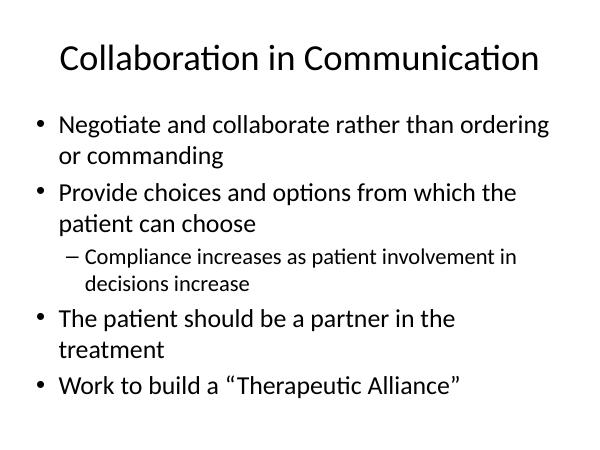 Collaboration in Communication
• Negotiate and collaborate rather than ordering
or commanding
• Provide choices and options from which the
patient can choose
– Compliance increases as patient involvement in
decisions increase
• The patient should be a partner in the
treatment
• Work to build a “Therapeutic Alliance”